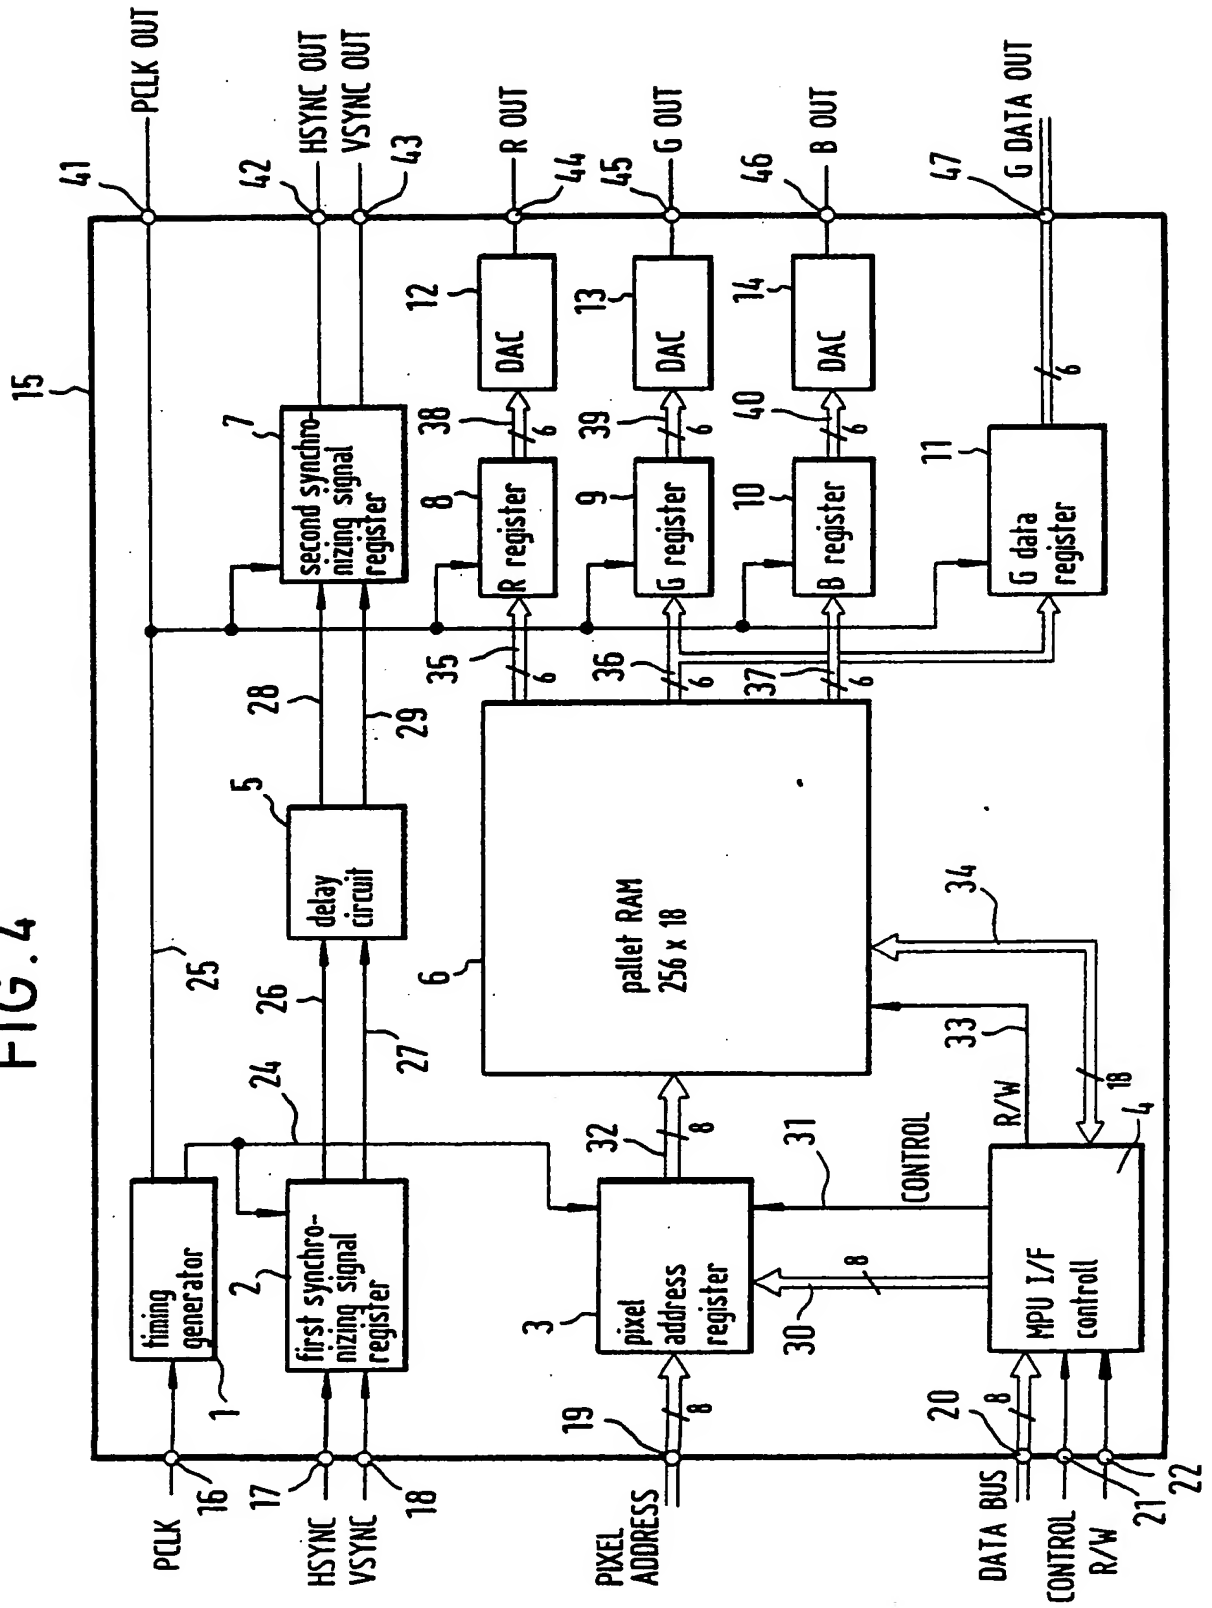 FIG. 4
15
PCLK
16
timing
generator
1
25
41
PCLK OUT
HSYNC
17
VSYNC
18
first synchro-
nizing signal
register
2
24
26
27
delay
circuit
5
28
29
second synchro-
nizing signal
register
7
42
HSYNC OUT
VSYNC OUT
43
PIXEL
ADDRESS
19
8
pixel
address
register
3
32
8
pallet RAM
256 x 18
6
35
6
R register
8
38
6
DAC
12
44
R OUT
36
6
G register
9
39
6
DAC
13
45
G OUT
37
6
B register
10
40
6
DAC
14
46
B OUT
G data
register
11
6
47
G DATA OUT
30
8
31
CONTROL
R/W
33
34
18
DATA BUS
20
8
CONTROL
21
R/W
22
MPU I/F
controll
4